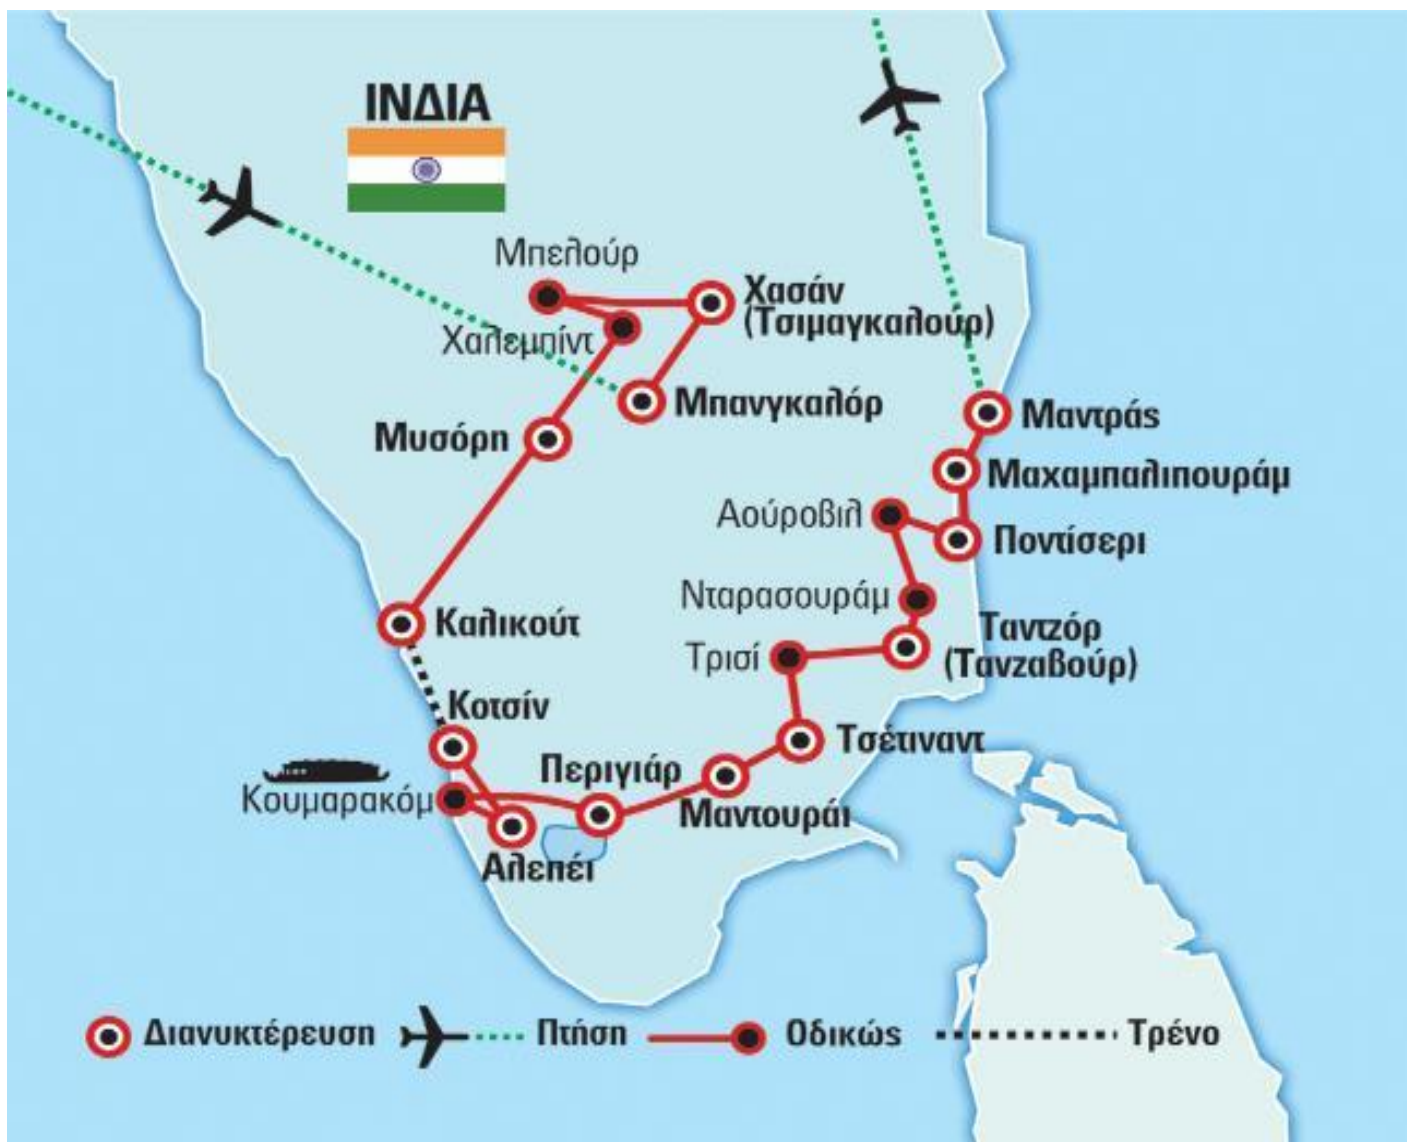 ΙΝΔΙΑ
Μπελούρ
Χασάν
(Τσιμαγκαλούρ)
Χαλεμπίντ
Μπανγκαλόρ
Μυσόρη
Μαντράς
Μαχαμπαλιπουράμ
Αούροβιλ
Ποντίσερι
Νταρασουράμ
Καλικούτ
Ταντζόρ
(Τανζαβούρ)
Τρισί
Κοτσίν
Τσέτιναντ
Περιγιάρ
Κουμαρακόμ
Μαντουράι
Αλεπέι
Διανυκτέρευση Πτήση Οδικώς Τρένο